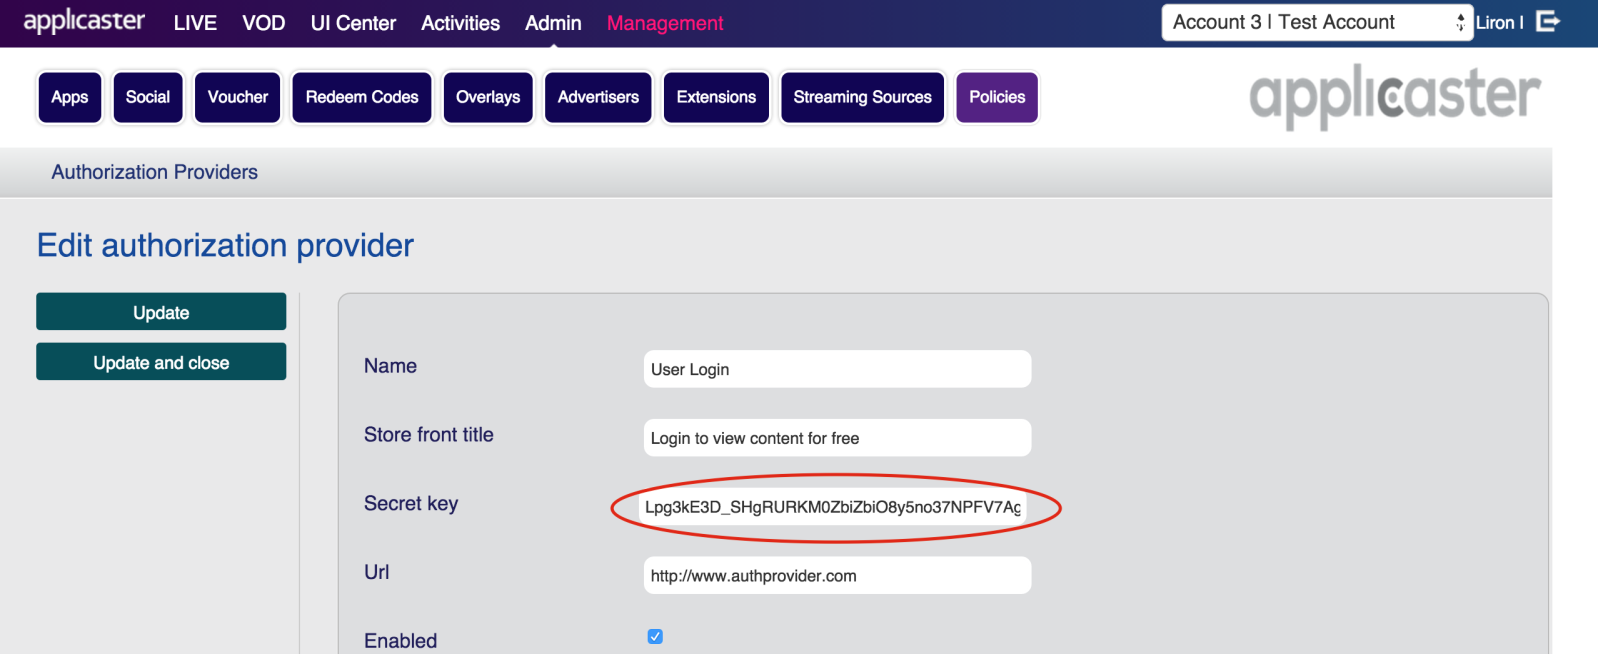 applicaster LIVE VOD UI Center Activities Admin Management Account 3 | Test Account Liron I
Apps Social Voucher Redeem Codes Overlays Advertisers Extensions Streaming Sources Policies applicaster
Authorization Providers
Edit authorization provider
Update
Update and close
Name User Login
Store front title Login to view content for free
Secret key Lpg3kE3D_SHgRURKM0ZbiZbiO8y5no37NPFV7Ag
Url http://www.authprovider.com
Enabled